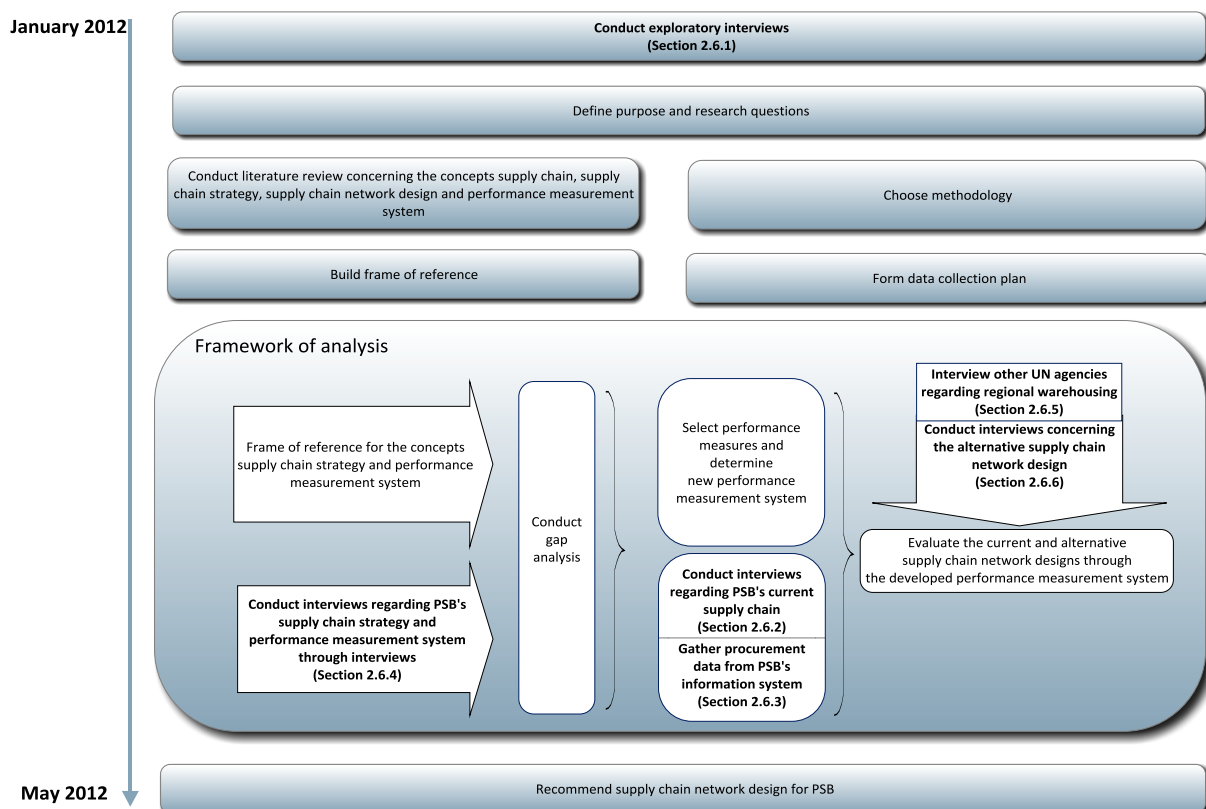 January 2012
Conduct exploratory interviews
(Section 2.6.1)
Define purpose and research questions
Conduct literature review concerning the concepts supply chain, supply
chain strategy, supply chain network design and performance measurement
system
Choose methodology
Build frame of reference
Form data collection plan
Framework of analysis
Frame of reference for the concepts
supply chain strategy and performance
measurement system
Conduct interviews regarding PSB's
supply chain strategy and
performance measurement system
through interviews
(Section 2.6.4)
Conduct
gap
analysis
Select performance
measures and
determine
new performance
measurement system
Conduct interviews
regarding PSB's current
supply chain
(Section 2.6.2)
Gather procurement
data from PSB's
information system
(Section 2.6.3)
Interview other UN agencies
regarding regional warehousing
(Section 2.6.5)
Conduct interviews concerning
the alternative supply chain
network design
(Section 2.6.6)
Evaluate the current and alternative
supply chain network designs through
the developed performance measurement system
May 2012
Recommend supply chain network design for PSB